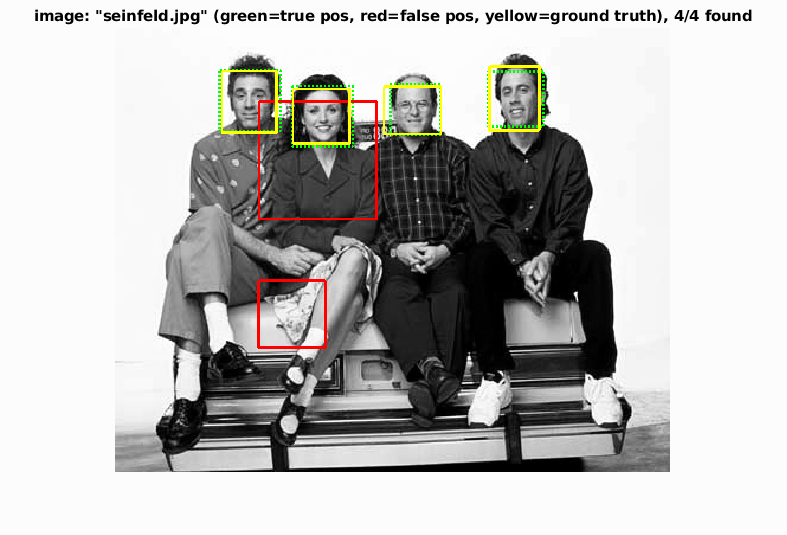 image: "seinfeld.jpg" (green=true pos, red=false pos, yellow=ground truth), 4/4 found